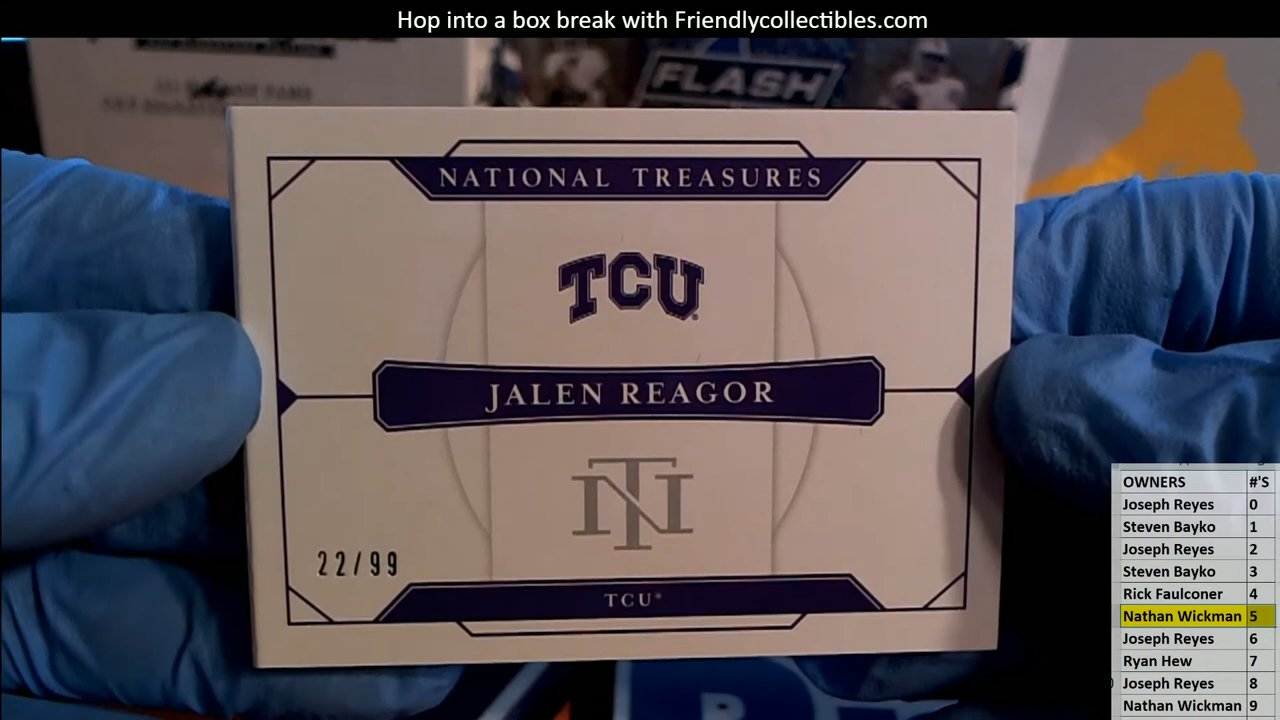 Hop into a box break with Friendlycollectibles.com
FLASH
NATIONAL TREASURES
TCU
JALEN REAGOR
NT
22/99
TCU®
OWNERS #'S
Joseph Reyes 0
Steven Bayko 1
Joseph Reyes 2
Steven Bayko 3
Rick Faulconer 4
Nathan Wickman 5
Joseph Reyes 6
Ryan Hew 7
Joseph Reyes 8
Nathan Wickman 9